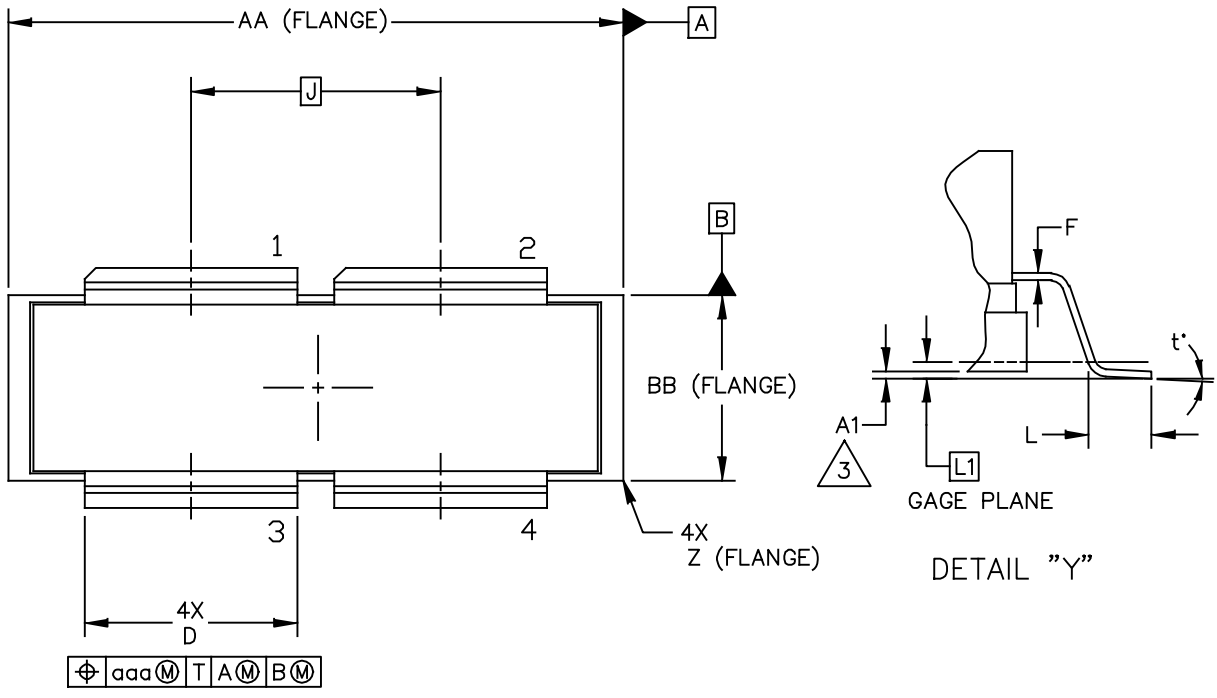 AA (FLANGE)
A
J
B
1
2
F
BB (FLANGE)
t°
A1
3
L
L1
GAGE PLANE
3
4
4X
Z (FLANGE)
DETAIL "Y"
4X
D
⌖ aaa Ⓜ T A Ⓜ B Ⓜ